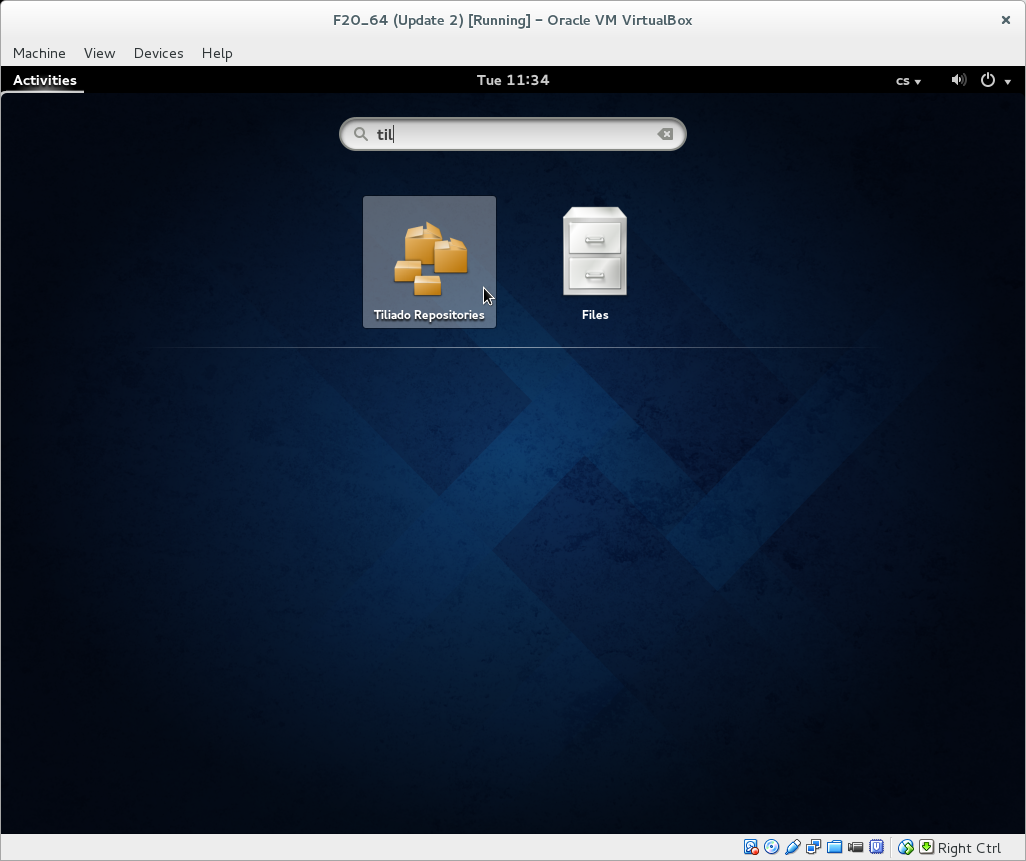 F20_64 (Update 2) [Running] – Oracle VM VirtualBox
Machine View Devices Help
Activities Tue 11:34 cs
til
Tiliado Repositories Files
Right Ctrl